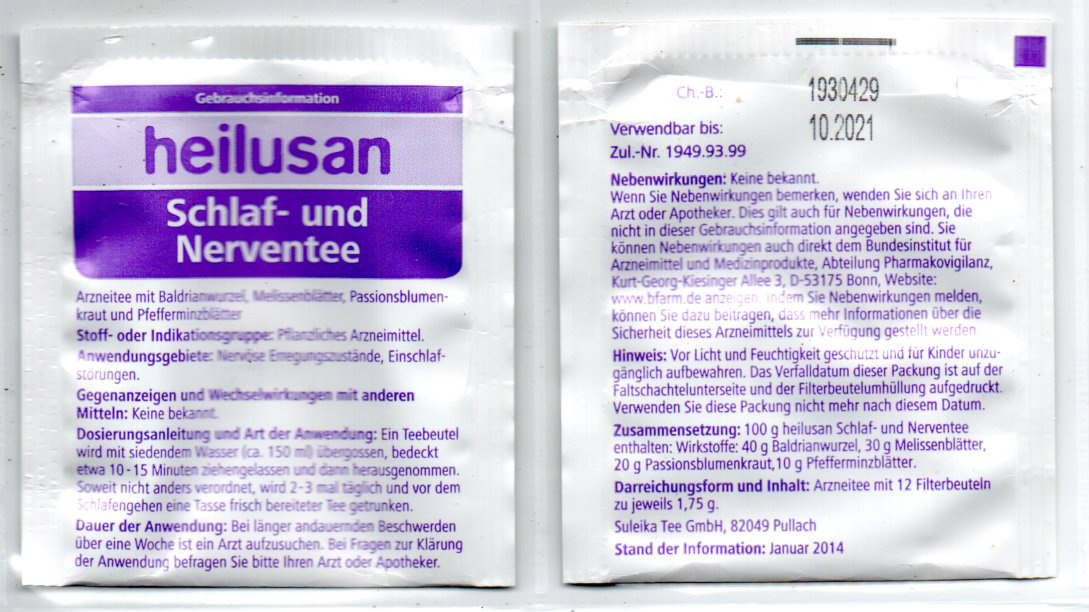 Gebrauchsinformation
heilusan
Schlaf- und
Nerventee
Arzneitee mit Baldrianwurzel, Melissenblätter, Passionsblumen-
kraut und Pfefferminzblätter
Stoff- oder Indikationsgruppe: Pflanzliches Arzneimittel.
Anwendungsgebiete: Nervöse Erregungszustände, Einschlaf-
störungen.
Gegenanzeigen und Wechselwirkungen mit anderen
Mitteln: Keine bekannt.
Dosierungsanleitung und Art der Anwendung: Ein Teebeutel
wird mit siedendem Wasser (ca. 150 ml) übergossen, bedeckt
etwa 10-15 Minuten ziehengelassen und dann herausgenommen.
Soweit nicht anders verordnet, wird 2-3 mal täglich und vor dem
Schlafengehen eine Tasse frisch bereiteter Tee getrunken.
Dauer der Anwendung: Bei länger andauernden Beschwerden
über eine Woche ist ein Arzt aufzusuchen. Bei Fragen zur Klärung
der Anwendung befragen Sie bitte Ihren Arzt oder Apotheker.
Ch.-B.: 1930429
Verwendbar bis: 10.2021
Zul.-Nr. 1949.93.99
Nebenwirkungen: Keine bekannt.
Wenn Sie Nebenwirkungen bemerken, wenden Sie sich an Ihren
Arzt oder Apotheker. Dies gilt auch für Nebenwirkungen, die
nicht in dieser Gebrauchsinformation angegeben sind. Sie
können Nebenwirkungen auch direkt dem Bundesinstitut für
Arzneimittel und Medizinprodukte, Abteilung Pharmakovigilanz,
Kurt-Georg-Kiesinger Allee 3, D-53175 Bonn, Website:
www.bfarm.de anzeigen. Indem Sie Nebenwirkungen melden,
können Sie dazu beitragen, dass mehr Informationen über die
Sicherheit dieses Arzneimittels zur Verfügung gestellt werden.
Hinweis: Vor Licht und Feuchtigkeit geschützt und für Kinder unzu-
gänglich aufbewahren. Das Verfalldatum dieser Packung ist auf der
Faltschachtelunterseite und der Filterbeutelumhüllung aufgedruckt.
Verwenden Sie diese Packung nicht mehr nach diesem Datum.
Zusammensetzung: 100 g heilusan Schlaf- und Nerventee
enthalten: Wirkstoffe: 40 g Baldrianwurzel, 30 g Melissenblätter,
20 g Passionsblumenkraut,10 g Pfefferminzblätter.
Darreichungsform und Inhalt: Arzneitee mit 12 Filterbeuteln
zu jeweils 1,75 g.
Suleika Tee GmbH, 82049 Pullach
Stand der Information: Januar 2014